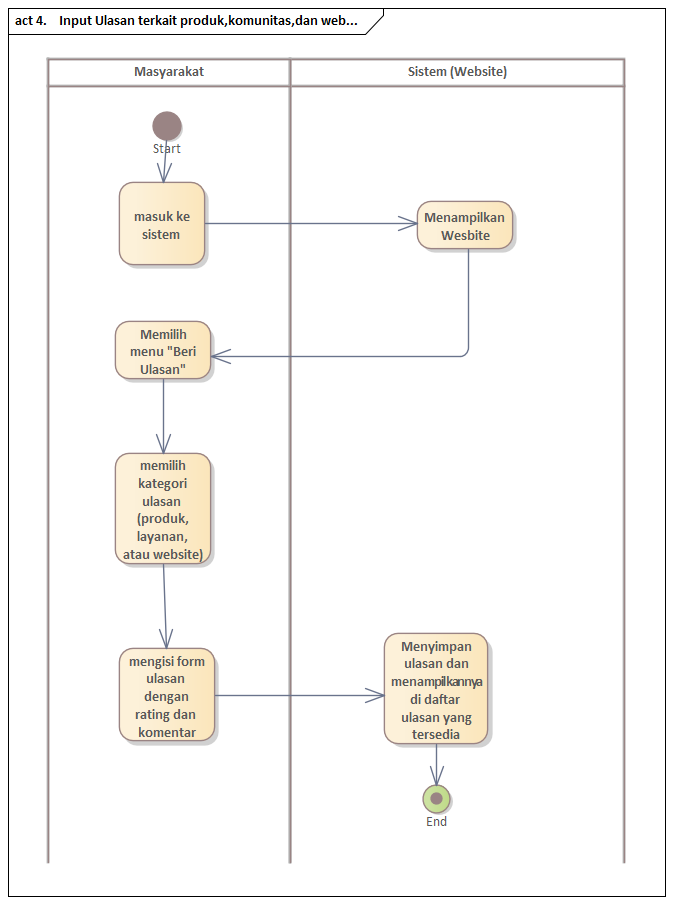 act 4. Input Ulasan terkait produk,komunitas,dan web...
Masyarakat
Sistem (Website)
Start
masuk ke
sistem
Menampilkan
Wesbite
Memilih
menu "Beri
Ulasan"
memilih
kategori
ulasan
(produk,
layanan,
atau website)
mengisi form
ulasan
dengan
rating dan
komentar
Menyimpan
ulasan dan
menampilkannya
di daftar
ulasan yang
tersedia
End